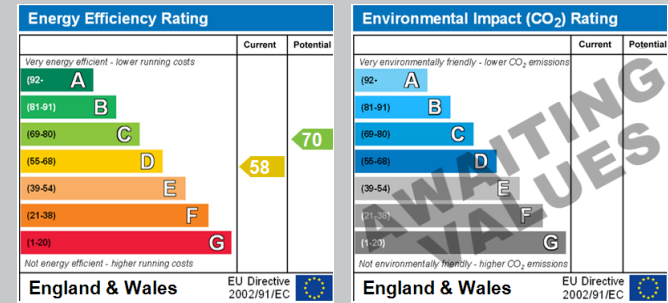 Energy Efficiency Rating
Current Potential
Very energy efficient - lower running costs
(92- A
(81-91) B
(69-80) C
70
(55-68) D
58
(39-54) E
(21-38) F
(1-20) G
Not energy efficient - higher running costs
England & Wales
EU Directive
2002/91/EC
Environmental Impact (CO2) Rating
Current Potential
Very environmentally friendly - lower CO2 emissions
(92- A
(81-91) B
(69-80) C
(55-68) D
(39-54) E
(21-38) F
(1-20) G
AWAITING
VALUES
Not environmentally friendly - higher CO2 emissions
England & Wales
EU Directive
2002/91/EC